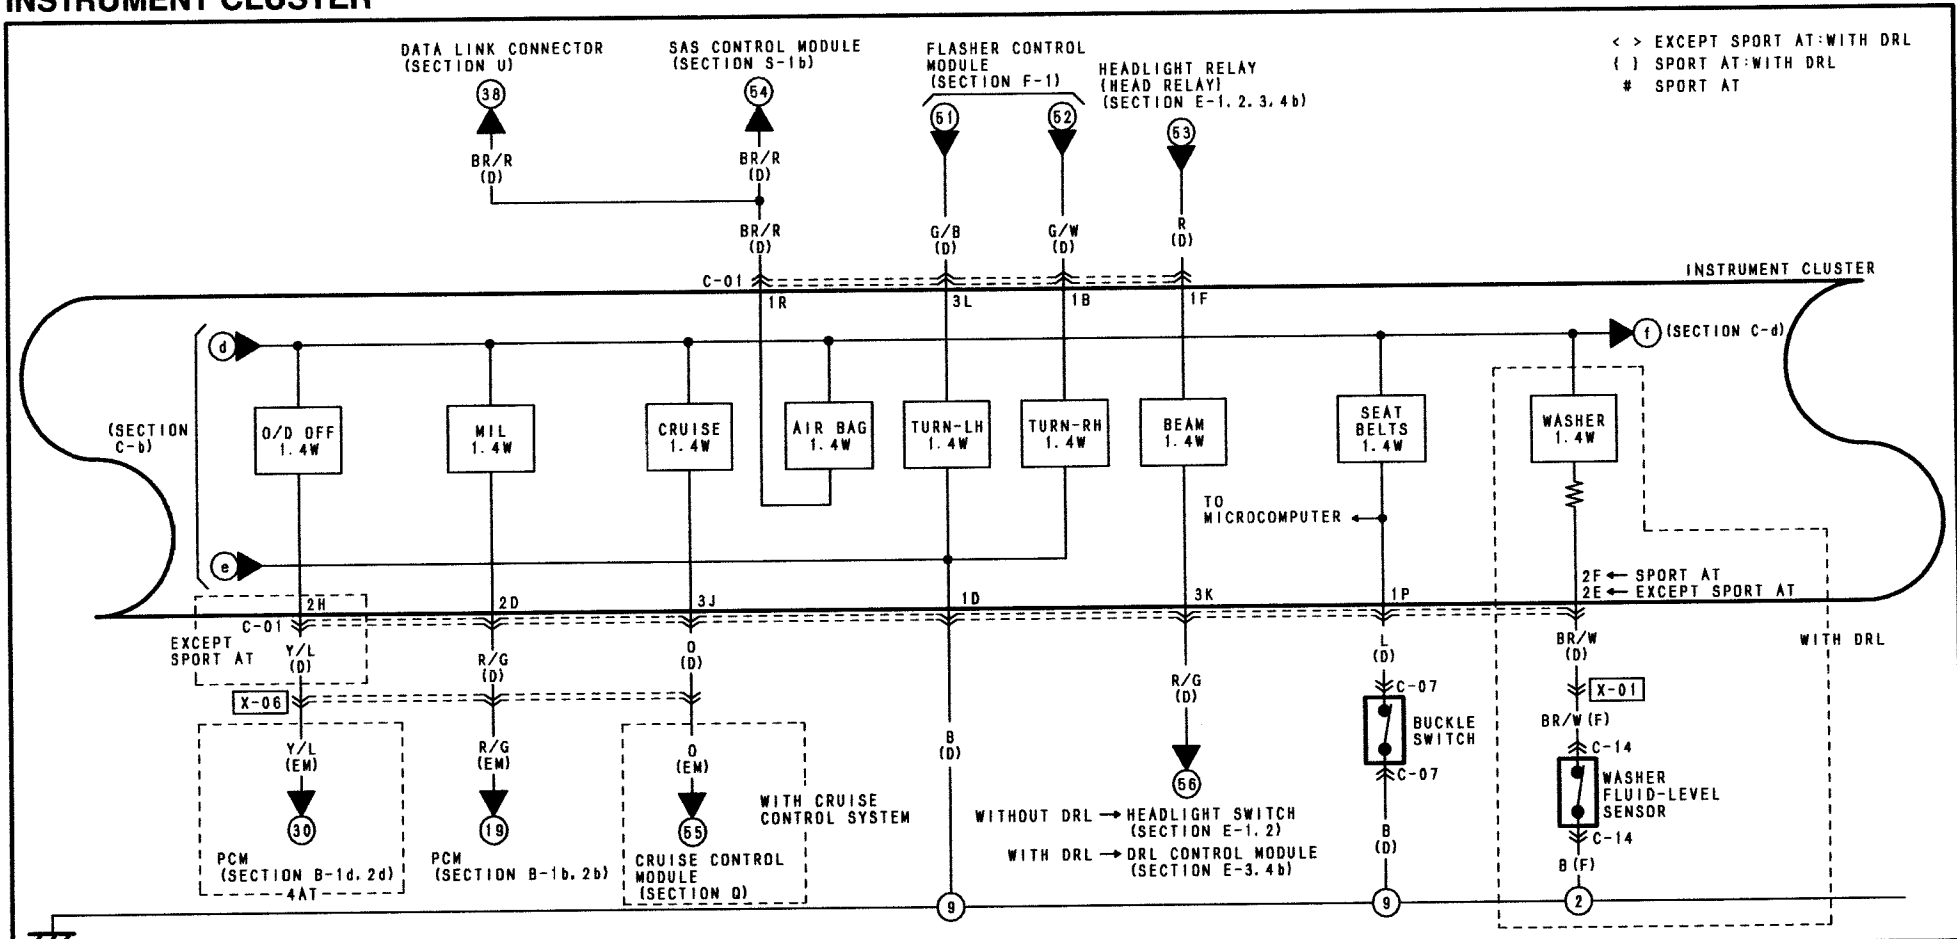 INSTRUMENT CLUSTER
DATA LINK CONNECTOR
(SECTION U)
38
SAS CONTROL MODULE
(SECTION S-1b)
54
FLASHER CONTROL
MODULE
(SECTION F-1)
51
52
HEADLIGHT RELAY
(HEAD RELAY)
(SECTION E-1.2.3.4b)
53
< > EXCEPT SPORT AT:WITH DRL
( ) SPORT AT:WITH DRL
# SPORT AT
BR/R
(D)
BR/R
(D)
BR/R
(D)
G/B
(D)
G/W
(D)
R
(D)
C-01
1R
3L
1B
1F
INSTRUMENT CLUSTER
d
f
(SECTION C-d)
(SECTION
C-b)
O/D OFF
1.4W
MIL
1.4W
CRUISE
1.4W
AIR BAG
1.4W
TURN-LH
1.4W
TURN-RH
1.4W
BEAM
1.4W
SEAT
BELTS
1.4W
WASHER
1.4W
TO
MICROCOMPUTER
e
2F ← SPORT AT
2E ← EXCEPT SPORT AT
2H
2D
3J
1D
3K
1P
C-01
EXCEPT
SPORT AT
Y/L
(D)
R/G
(D)
O
(D)
R/G
(D)
L
(D)
BR/W
(D)
WITH DRL
X-06
C-07
X-01
BR/W (F)
BUCKLE
SWITCH
C-07
C-14
WASHER
FLUID-LEVEL
SENSOR
C-14
Y/L
(EM)
R/G
(EM)
O
(EM)
B
(D)
WITH CRUISE
CONTROL SYSTEM
30
19
55
56
PCM
(SECTION B-1d.2d)
4AT
PCM
(SECTION B-1b.2b)
CRUISE CONTROL
MODULE
(SECTION Q)
WITHOUT DRL → HEADLIGHT SWITCH
(SECTION E-1.2)
WITH DRL → DRL CONTROL MODULE
(SECTION E-3.4b)
B
(D)
B (F)
9
9
2